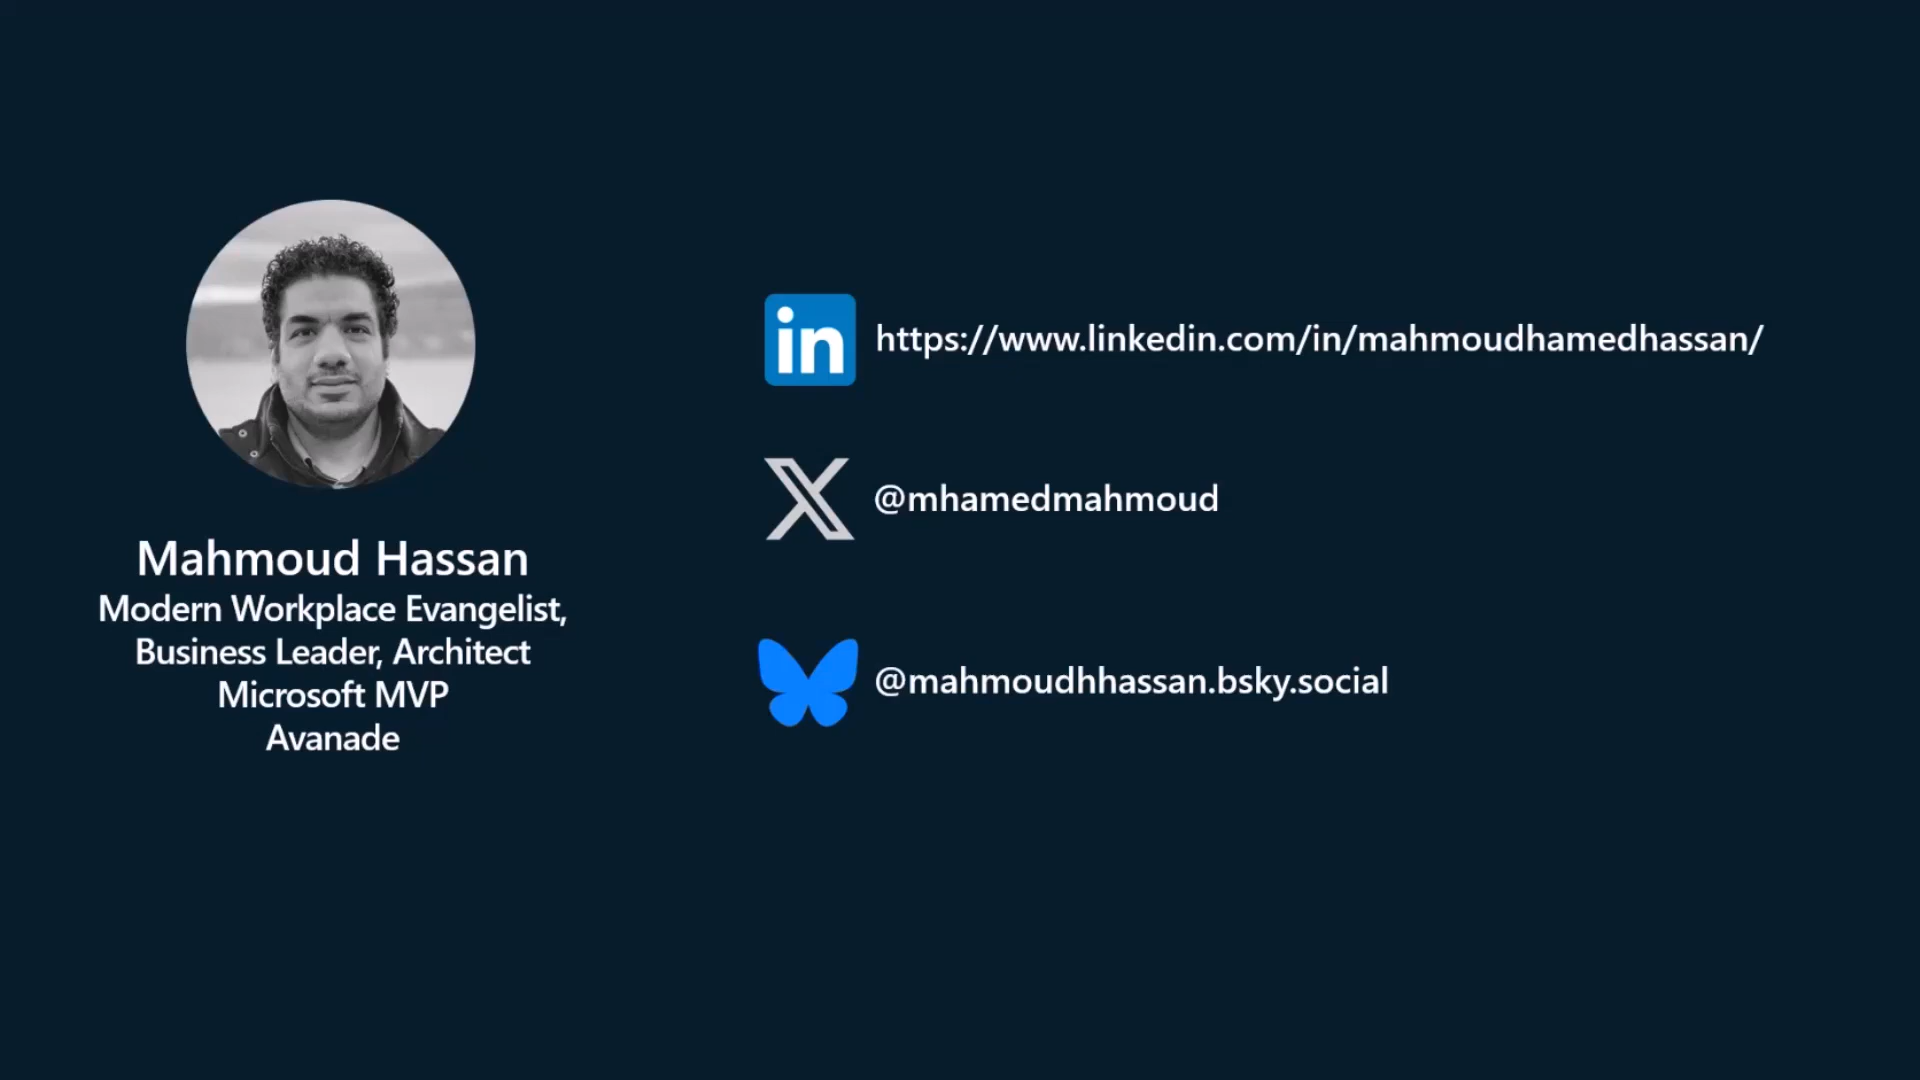 Mahmoud Hassan
Modern Workplace Evangelist,
Business Leader, Architect
Microsoft MVP
Avanade
in https://www.linkedin.com/in/mahmoudhamedhassan/
X @mhamedmahmoud
@mahmoudhhassan.bsky.social